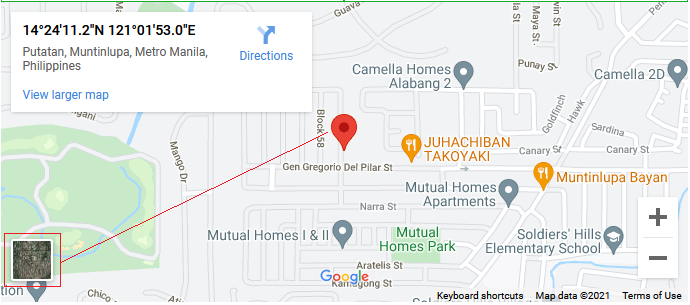 14°24'11.2"N 121°01'53.0"E
Putatan, Muntinlupa, Metro Manila,
Philippines
Directions
View larger map
Maya St.
Punay St
Camella Homes
Alabang 2
Camella 2D
Goldfinch
Hawk
Sardina
Block 58
Mango Dr
JUHACHIBAN
TAKOYAKI
Canary St
Canary St
Gen Gregorio Del Pilar St
Muntinlupa Bayan
Mutual Homes
Apartments
Narra St
Mutual Homes I & II
Mutual
Homes Park
Soldiers' Hills
Elementary School
Aratelis St
Kamagong St
Google
Chico
Keyboard shortcuts
Map data ©2021
Terms of Use